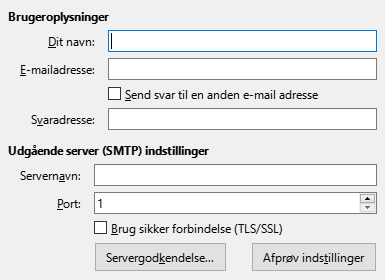 Brugeroplysninger
Dit navn:
E-mailadresse:
Send svar til en anden e-mail adresse
Svaradresse:
Udgående server (SMTP) indstillinger
Servernavn:
Port: 1
Brug sikker forbindelse (TLS/SSL)
Servergodkendelse... Afprøv indstillinger